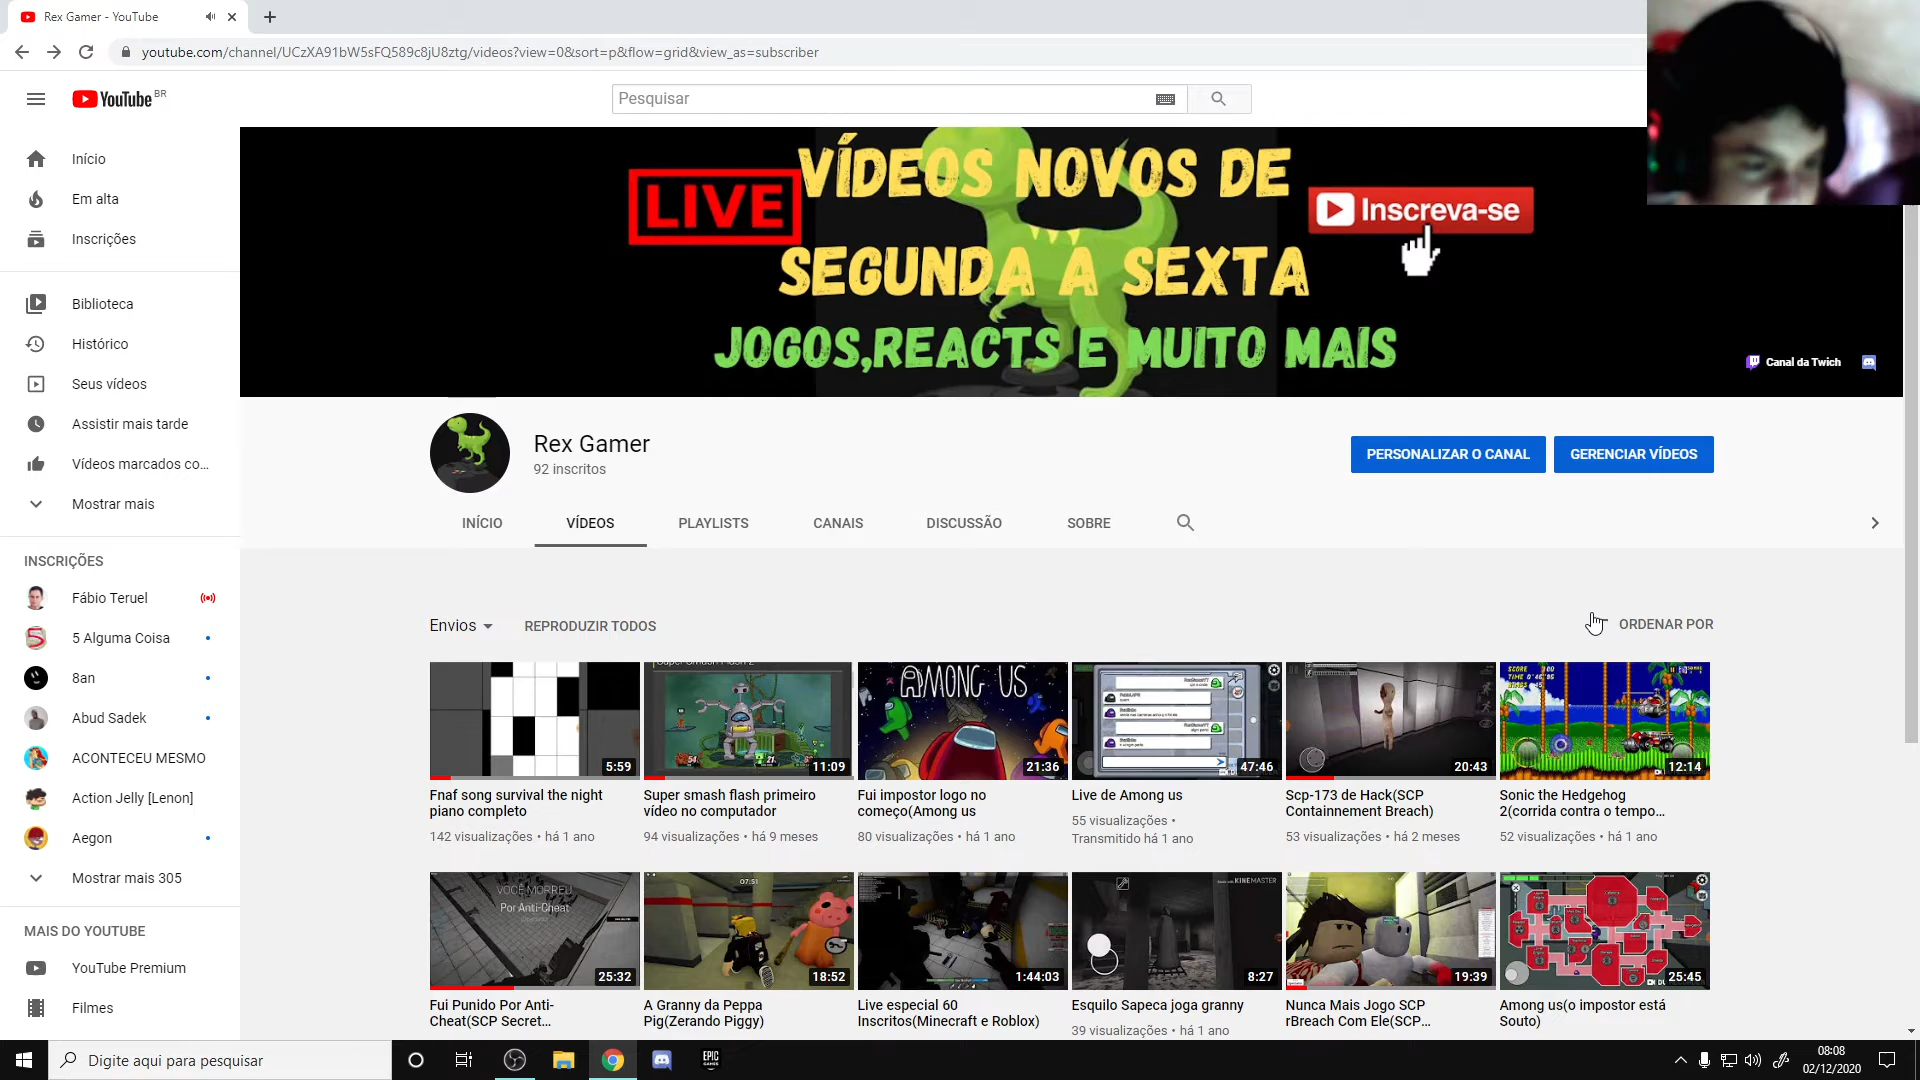 Rex Gamer - YouTube
youtube.com/channel/UCzXA91bW5sFQ589c8jU8ztg/videos?view=0&sort=p&flow=grid&view_as=subscriber
YouTube BR
Pesquisar
Início
Em alta
Inscrições
Biblioteca
Histórico
Seus vídeos
Assistir mais tarde
Vídeos marcados co...
Mostrar mais
INSCRIÇÕES
Fábio Teruel
5 Alguma Coisa
8an
Abud Sadek
ACONTECEU MESMO
Action Jelly [Lenon]
Aegon
Mostrar mais 305
MAIS DO YOUTUBE
YouTube Premium
Filmes
LIVE
VÍDEOS NOVOS DE
SEGUNDA A SEXTA
JOGOS,REACTS E MUITO MAIS
Inscreva-se
Canal da Twich
Rex Gamer
92 inscritos
PERSONALIZAR O CANAL
GERENCIAR VÍDEOS
INÍCIO
VÍDEOS
PLAYLISTS
CANAIS
DISCUSSÃO
SOBRE
Envios
REPRODUZIR TODOS
ORDENAR POR
5:59
Fnaf song survival the night
piano completo
142 visualizações • há 1 ano
11:09
Super smash flash primeiro
vídeo no computador
94 visualizações • há 9 meses
AMONG US
21:36
Fui impostor logo no
começo(Among us
80 visualizações • há 1 ano
47:46
Live de Among us
55 visualizações •
Transmitido há 1 ano
20:43
Scp-173 de Hack(SCP
Containnement Breach)
53 visualizações • há 2 meses
SCORE
TIME
RINGS
12:14
Sonic the Hedgehog
2(corrida contra o tempo...
52 visualizações • há 1 ano
VOCÊ MORREU
Por Anti-Cheat
25:32
Fui Punido Por Anti-
Cheat(SCP Secret...
07:51
18:52
A Granny da Peppa
Pig(Zerando Piggy)
1:44:03
Live especial 60
Inscritos(Minecraft e Roblox)
Made with KINEMASTER
8:27
Esquilo Sapeca joga granny
39 visualizações • há 1 ano
19:39
Nunca Mais Jogo SCP
rBreach Com Ele(SCP...
25:45
Among us(o impostor está
Souto)
Digite aqui para pesquisar
EPIC
GAMES
08:08
02/12/2020